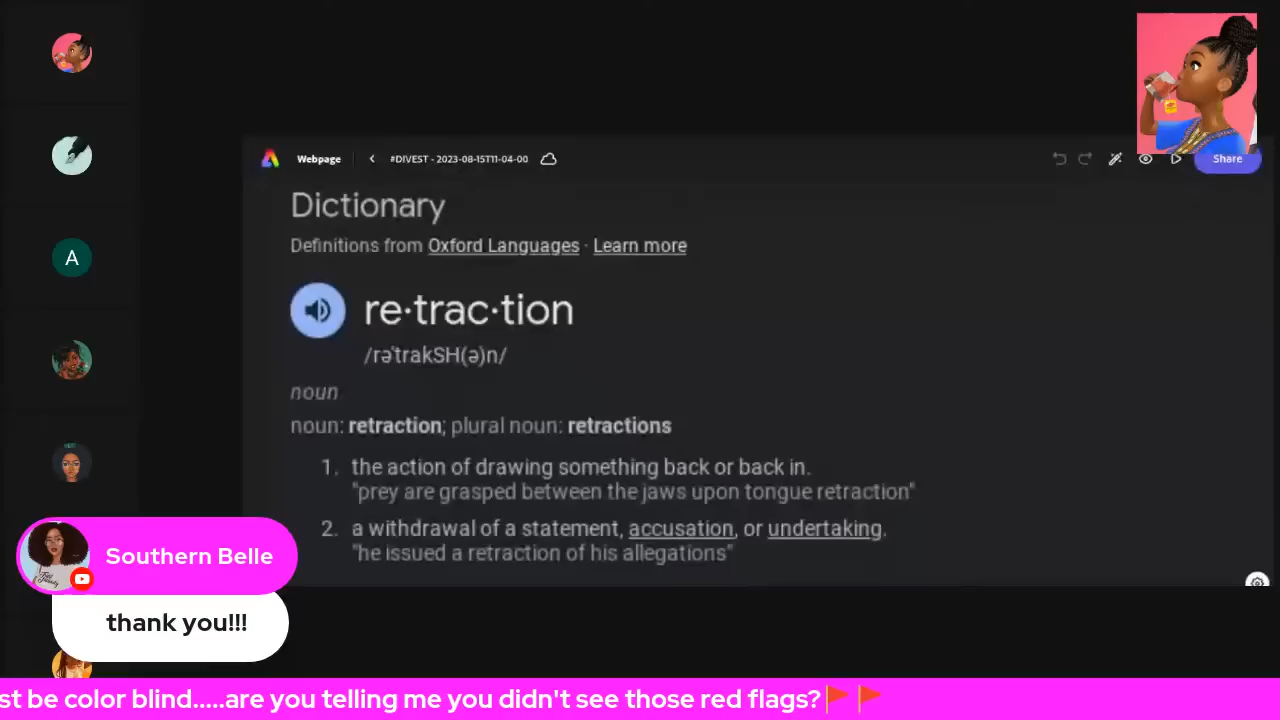 Webpage
#DIVEST - 2023-08-15T11-04-00
Share
Dictionary
Definitions from Oxford Languages · Learn more
re·trac·tion
/rəˈtrakSH(ə)n/
noun
noun: retraction; plural noun: retractions
1. the action of drawing something back or back in.
"prey are grasped between the jaws upon tongue retraction"
2. a withdrawal of a statement, accusation, or undertaking.
"he issued a retraction of his allegations"
A
Southern Belle
thank you!!!
st be color blind.....are you telling me you didn't see those red flags?🚩🚩